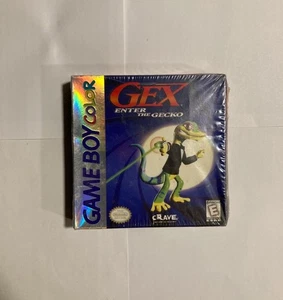 GAME BOY COLOR
GEX
ENTER
THE GECKO
CRAVE
E